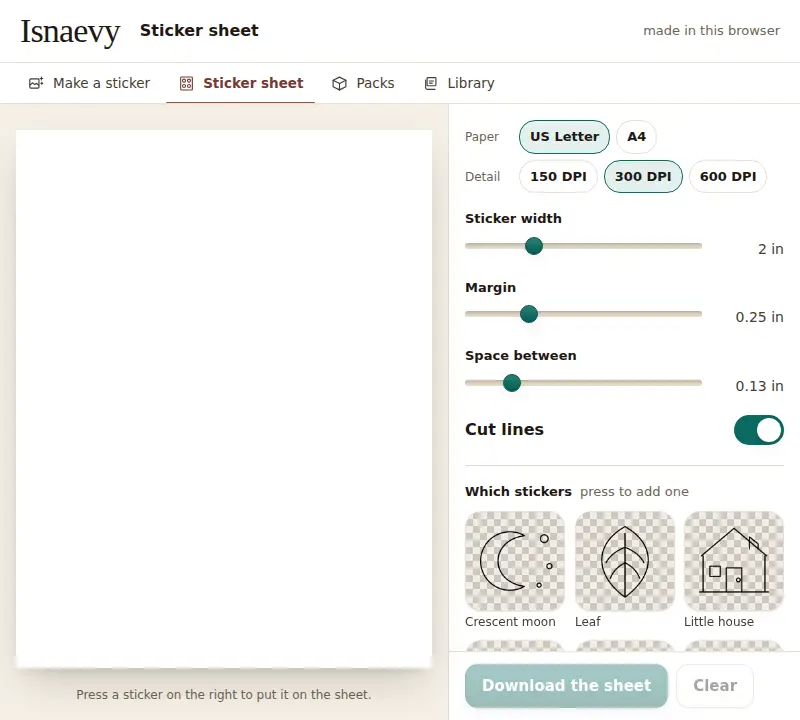 Isnaevy
Sticker sheet
made in this browser
Make a sticker
Sticker sheet
Packs
Library
Paper
US Letter
A4
Detail
150 DPI
300 DPI
600 DPI
Sticker width
2 in
Margin
0.25 in
Space between
0.13 in
Cut lines
Which stickers press to add one
Crescent moon
Leaf
Little house
Press a sticker on the right to put it on the sheet.
Download the sheet
Clear